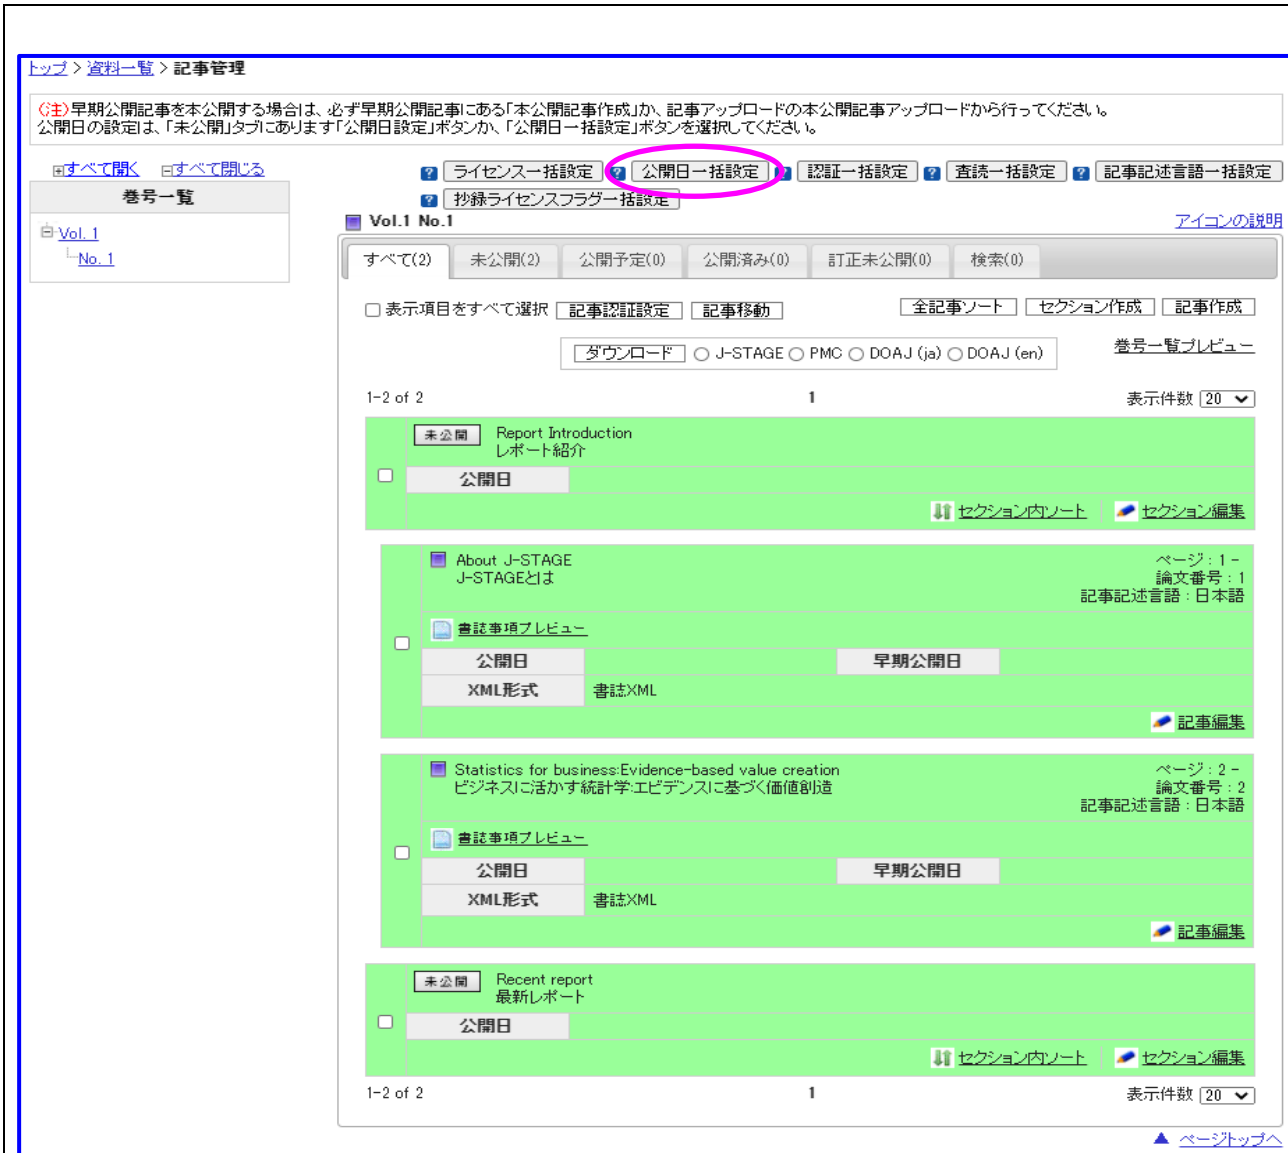 トップ > 資料一覧 > 記事管理
(注)早期公開記事を本公開する場合は、必ず早期公開記事にある「本公開記事作成」か、記事アップロードの本公開記事アップロードから行ってください。
公開日の設定は、「未公開」タブにあります「公開日設定」ボタンか、「公開日一括設定」ボタンを選択してください。
すべて開く すべて閉じる
巻号一覧
Vol. 1
No. 1
? ライセンス一括設定 ? 公開日一括設定 ? 認証一括設定 ? 査読一括設定 ? 記事記述言語一括設定
? 抄録ライセンスフラグ一括設定
Vol.1 No.1 アイコンの説明
すべて(2) 未公開(2) 公開予定(0) 公開済み(0) 訂正未公開(0) 検索(0)
表示項目をすべて選択 記事認証設定 記事移動 全記事ソート セクション作成 記事作成
ダウンロード J-STAGE PMC DOAJ (ja) DOAJ (en) 巻号一覧プレビュー
1-2 of 2 1 表示件数 20
未公開 Report Introduction
レポート紹介
公開日
セクション内ソート セクション編集
About J-STAGE ページ : 1 -
J-STAGEとは 論文番号 : 1
記事記述言語 : 日本語
書誌事項プレビュー
公開日 早期公開日
XML形式 書誌XML
記事編集
Statistics for business:Evidence-based value creation ページ : 2 -
ビジネスに活かす統計学:エビデンスに基づく価値創造 論文番号 : 2
記事記述言語 : 日本語
書誌事項プレビュー
公開日 早期公開日
XML形式 書誌XML
記事編集
未公開 Recent report
最新レポート
公開日
セクション内ソート セクション編集
1-2 of 2 1 表示件数 20
ページトップへ